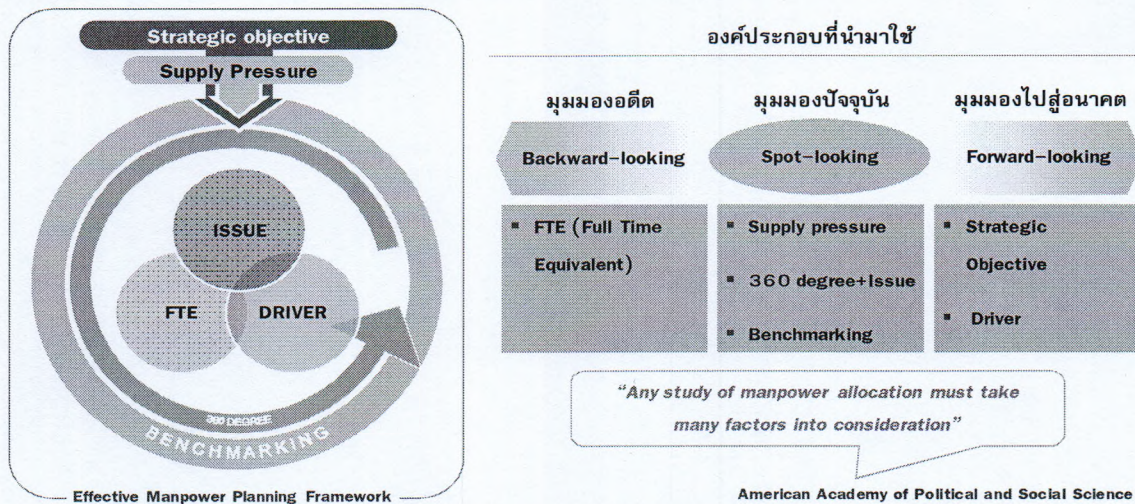 Strategic objective
Supply Pressure
ISSUE
FTE
DRIVER
360 DEGREE
BENCHMARKING
Effective Manpower Planning Framework
องค์ประกอบที่นำมาใช้
มุมมองอดีต
Backward-looking
▪ FTE (Full Time
Equivalent)
มุมมองปัจจุบัน
Spot-looking
▪ Supply pressure
▪ 360 degree+Issue
▪ Benchmarking
มุมมองไปสู่อนาคต
Forward-looking
▪ Strategic
Objective
▪ Driver
“Any study of manpower allocation must take
many factors into consideration”
American Academy of Political and Social Science